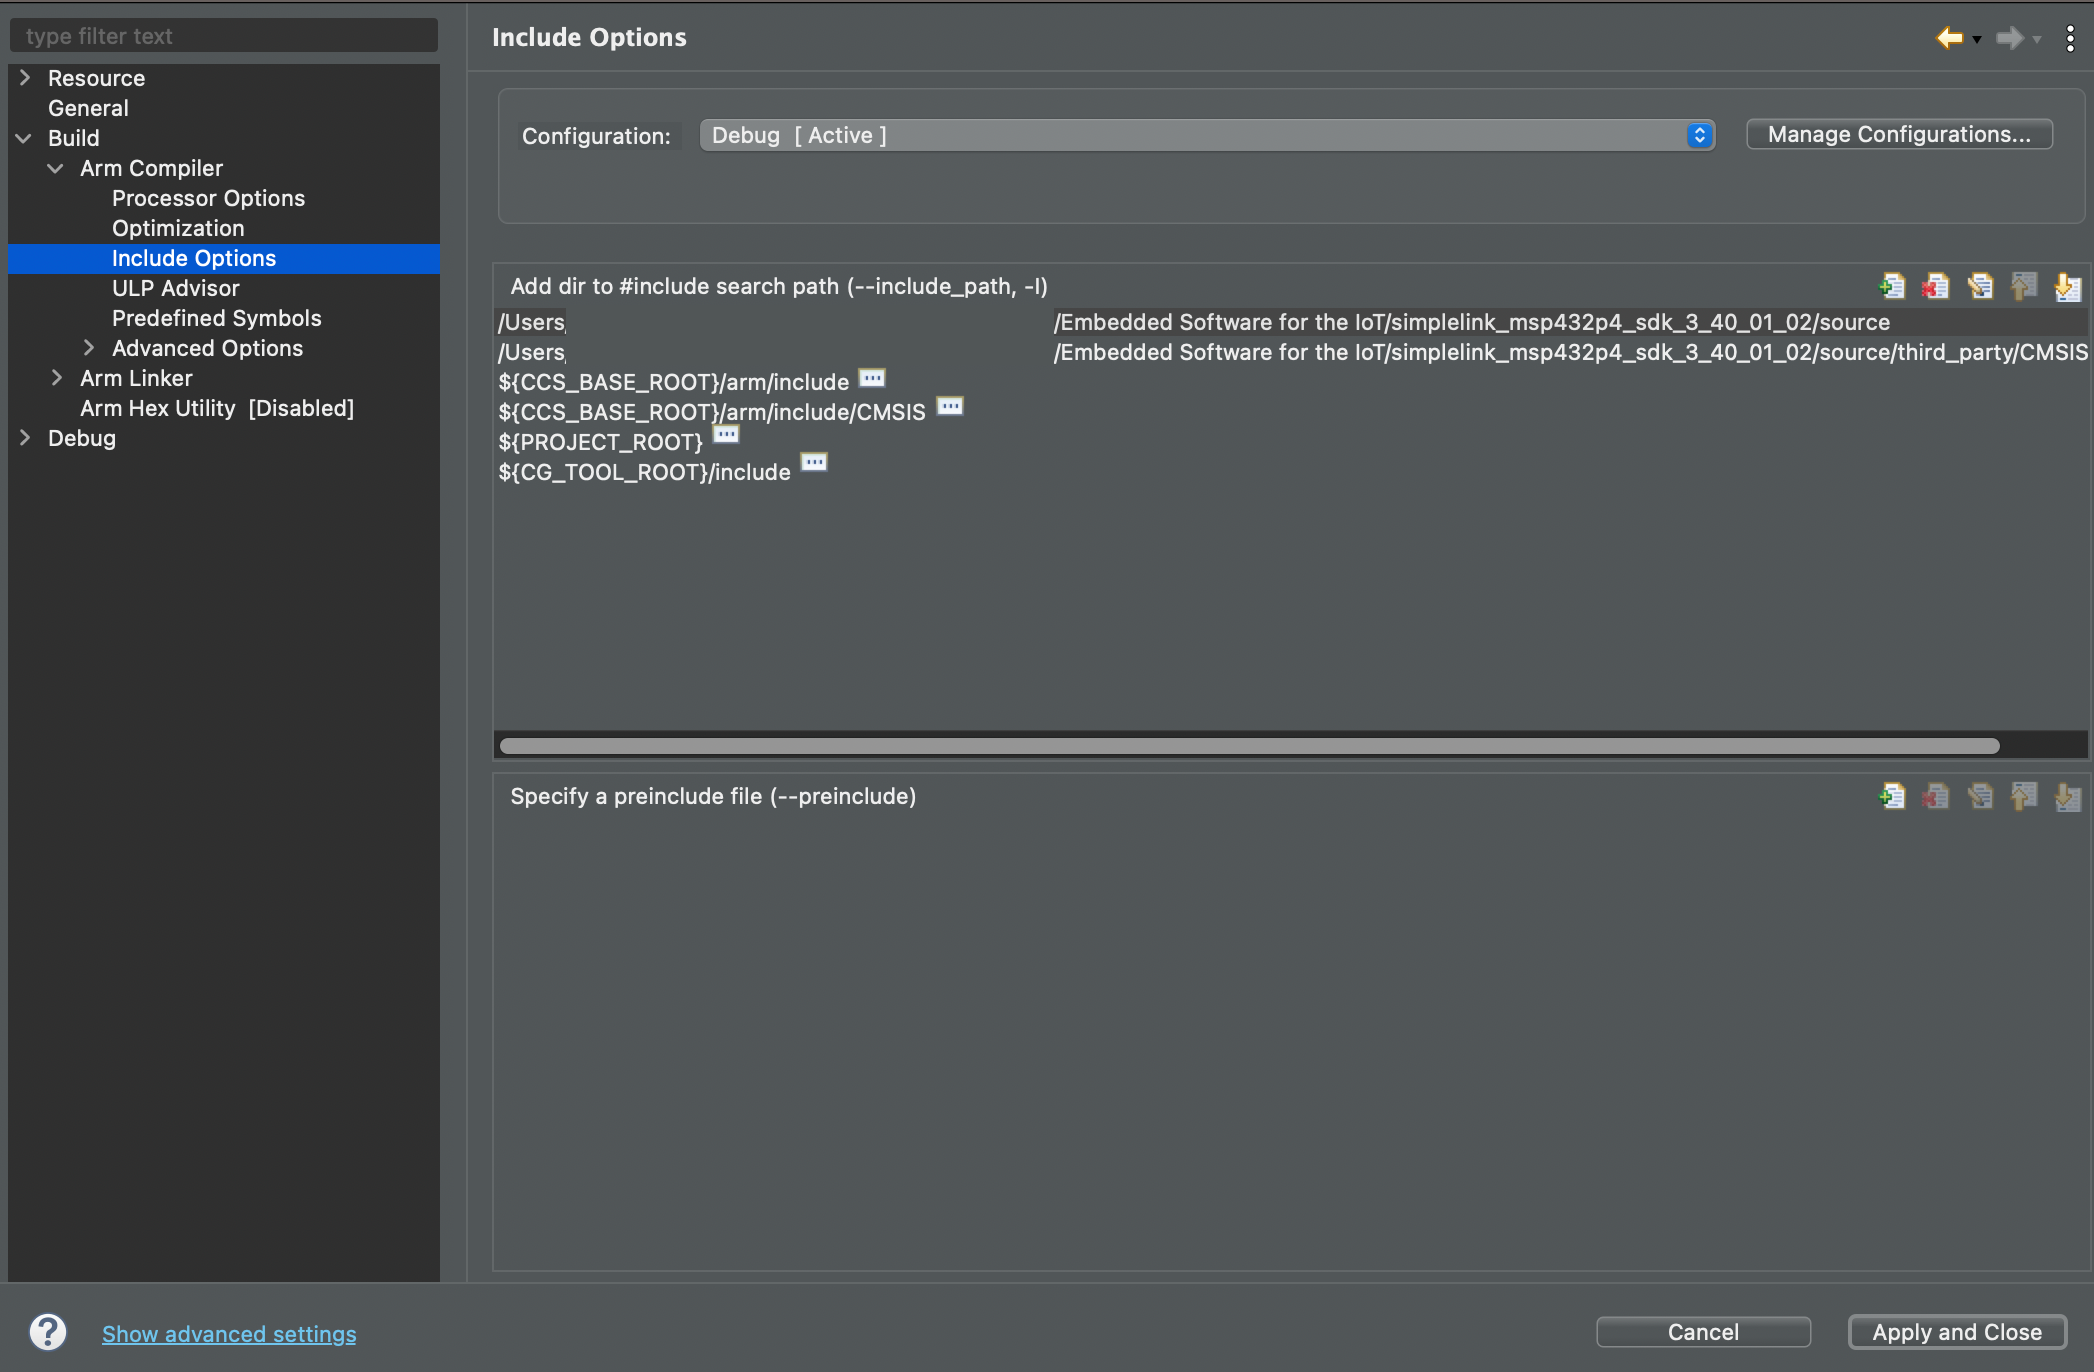 type filter text
Resource
General
Build
Arm Compiler
Processor Options
Optimization
Include Options
ULP Advisor
Predefined Symbols
Advanced Options
Arm Linker
Arm Hex Utility [Disabled]
Debug
Include Options
Configuration: Debug [ Active ] Manage Configurations...
Add dir to #include search path (--include_path, -I)
/Users/ /Embedded Software for the IoT/simplelink_msp432p4_sdk_3_40_01_02/source
/Users/ /Embedded Software for the IoT/simplelink_msp432p4_sdk_3_40_01_02/source/third_party/CMSIS
${CCS_BASE_ROOT}/arm/include
${CCS_BASE_ROOT}/arm/include/CMSIS
${PROJECT_ROOT}
${CG_TOOL_ROOT}/include
Specify a preinclude file (--preinclude)
? Show advanced settings
Cancel Apply and Close